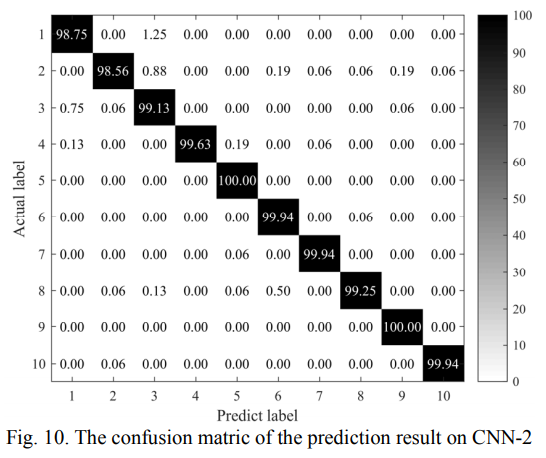 1 98.75 0.00 1.25 0.00 0.00 0.00 0.00 0.00 0.00 0.00
2 0.00 98.56 0.88 0.00 0.00 0.19 0.06 0.06 0.19 0.06
3 0.75 0.06 99.13 0.00 0.00 0.00 0.00 0.00 0.06 0.00
4 0.13 0.00 0.00 99.63 0.19 0.00 0.06 0.00 0.00 0.00
5 0.00 0.00 0.00 0.00 100.00 0.00 0.00 0.00 0.00 0.00
6 0.00 0.00 0.00 0.00 0.00 99.94 0.00 0.06 0.00 0.00
7 0.00 0.00 0.00 0.00 0.06 0.00 99.94 0.00 0.00 0.00
8 0.00 0.06 0.13 0.00 0.06 0.50 0.00 99.25 0.00 0.00
9 0.00 0.00 0.00 0.00 0.00 0.00 0.00 0.00 100.00 0.00
10 0.00 0.06 0.00 0.00 0.00 0.00 0.00 0.00 0.00 99.94
1 2 3 4 5 6 7 8 9 10
Predict label
Actual label
100
90
80
70
60
50
40
30
20
10
0
Fig. 10. The confusion matric of the prediction result on CNN-2